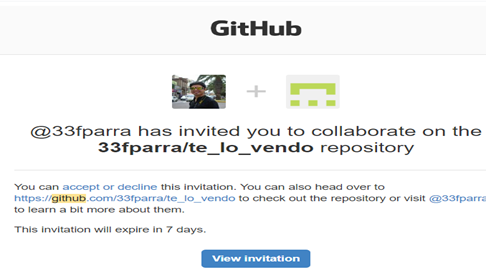 GitHub
@33fparra has invited you to collaborate on the
33fparra/te_lo_vendo repository
You can accept or decline this invitation. You can also head over to
https://github.com/33fparra/te_lo_vendo to check out the repository or visit @33fparra
to learn a bit more about them.
This invitation will expire in 7 days.
View invitation